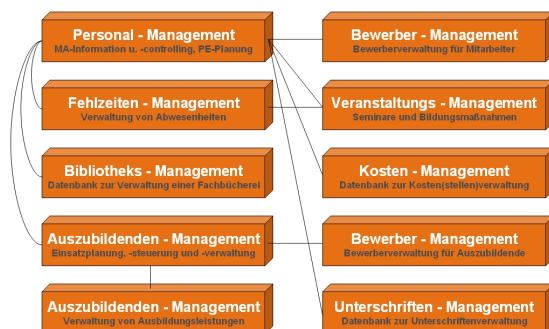 Personal - Management
MA-Information u. -controlling, PE-Planung
Bewerber - Management
Bewerberverwaltung für Mitarbeiter
Fehlzeiten - Management
Verwaltung von Abwesenheiten
Veranstaltungs - Management
Seminare und Bildungsmaßnahmen
Bibliotheks - Management
Datenbank zur Verwaltung einer Fachbücherei
Kosten - Management
Datenbank zur Kosten(stellen)verwaltung
Auszubildenden - Management
Einsatzplanung, -steuerung und -verwaltung
Bewerber - Management
Bewerberverwaltung für Auszubildende
Auszubildenden - Management
Verwaltung von Ausbildungsleistungen
Unterschriften - Management
Datenbank zur Unterschriftenverwaltung